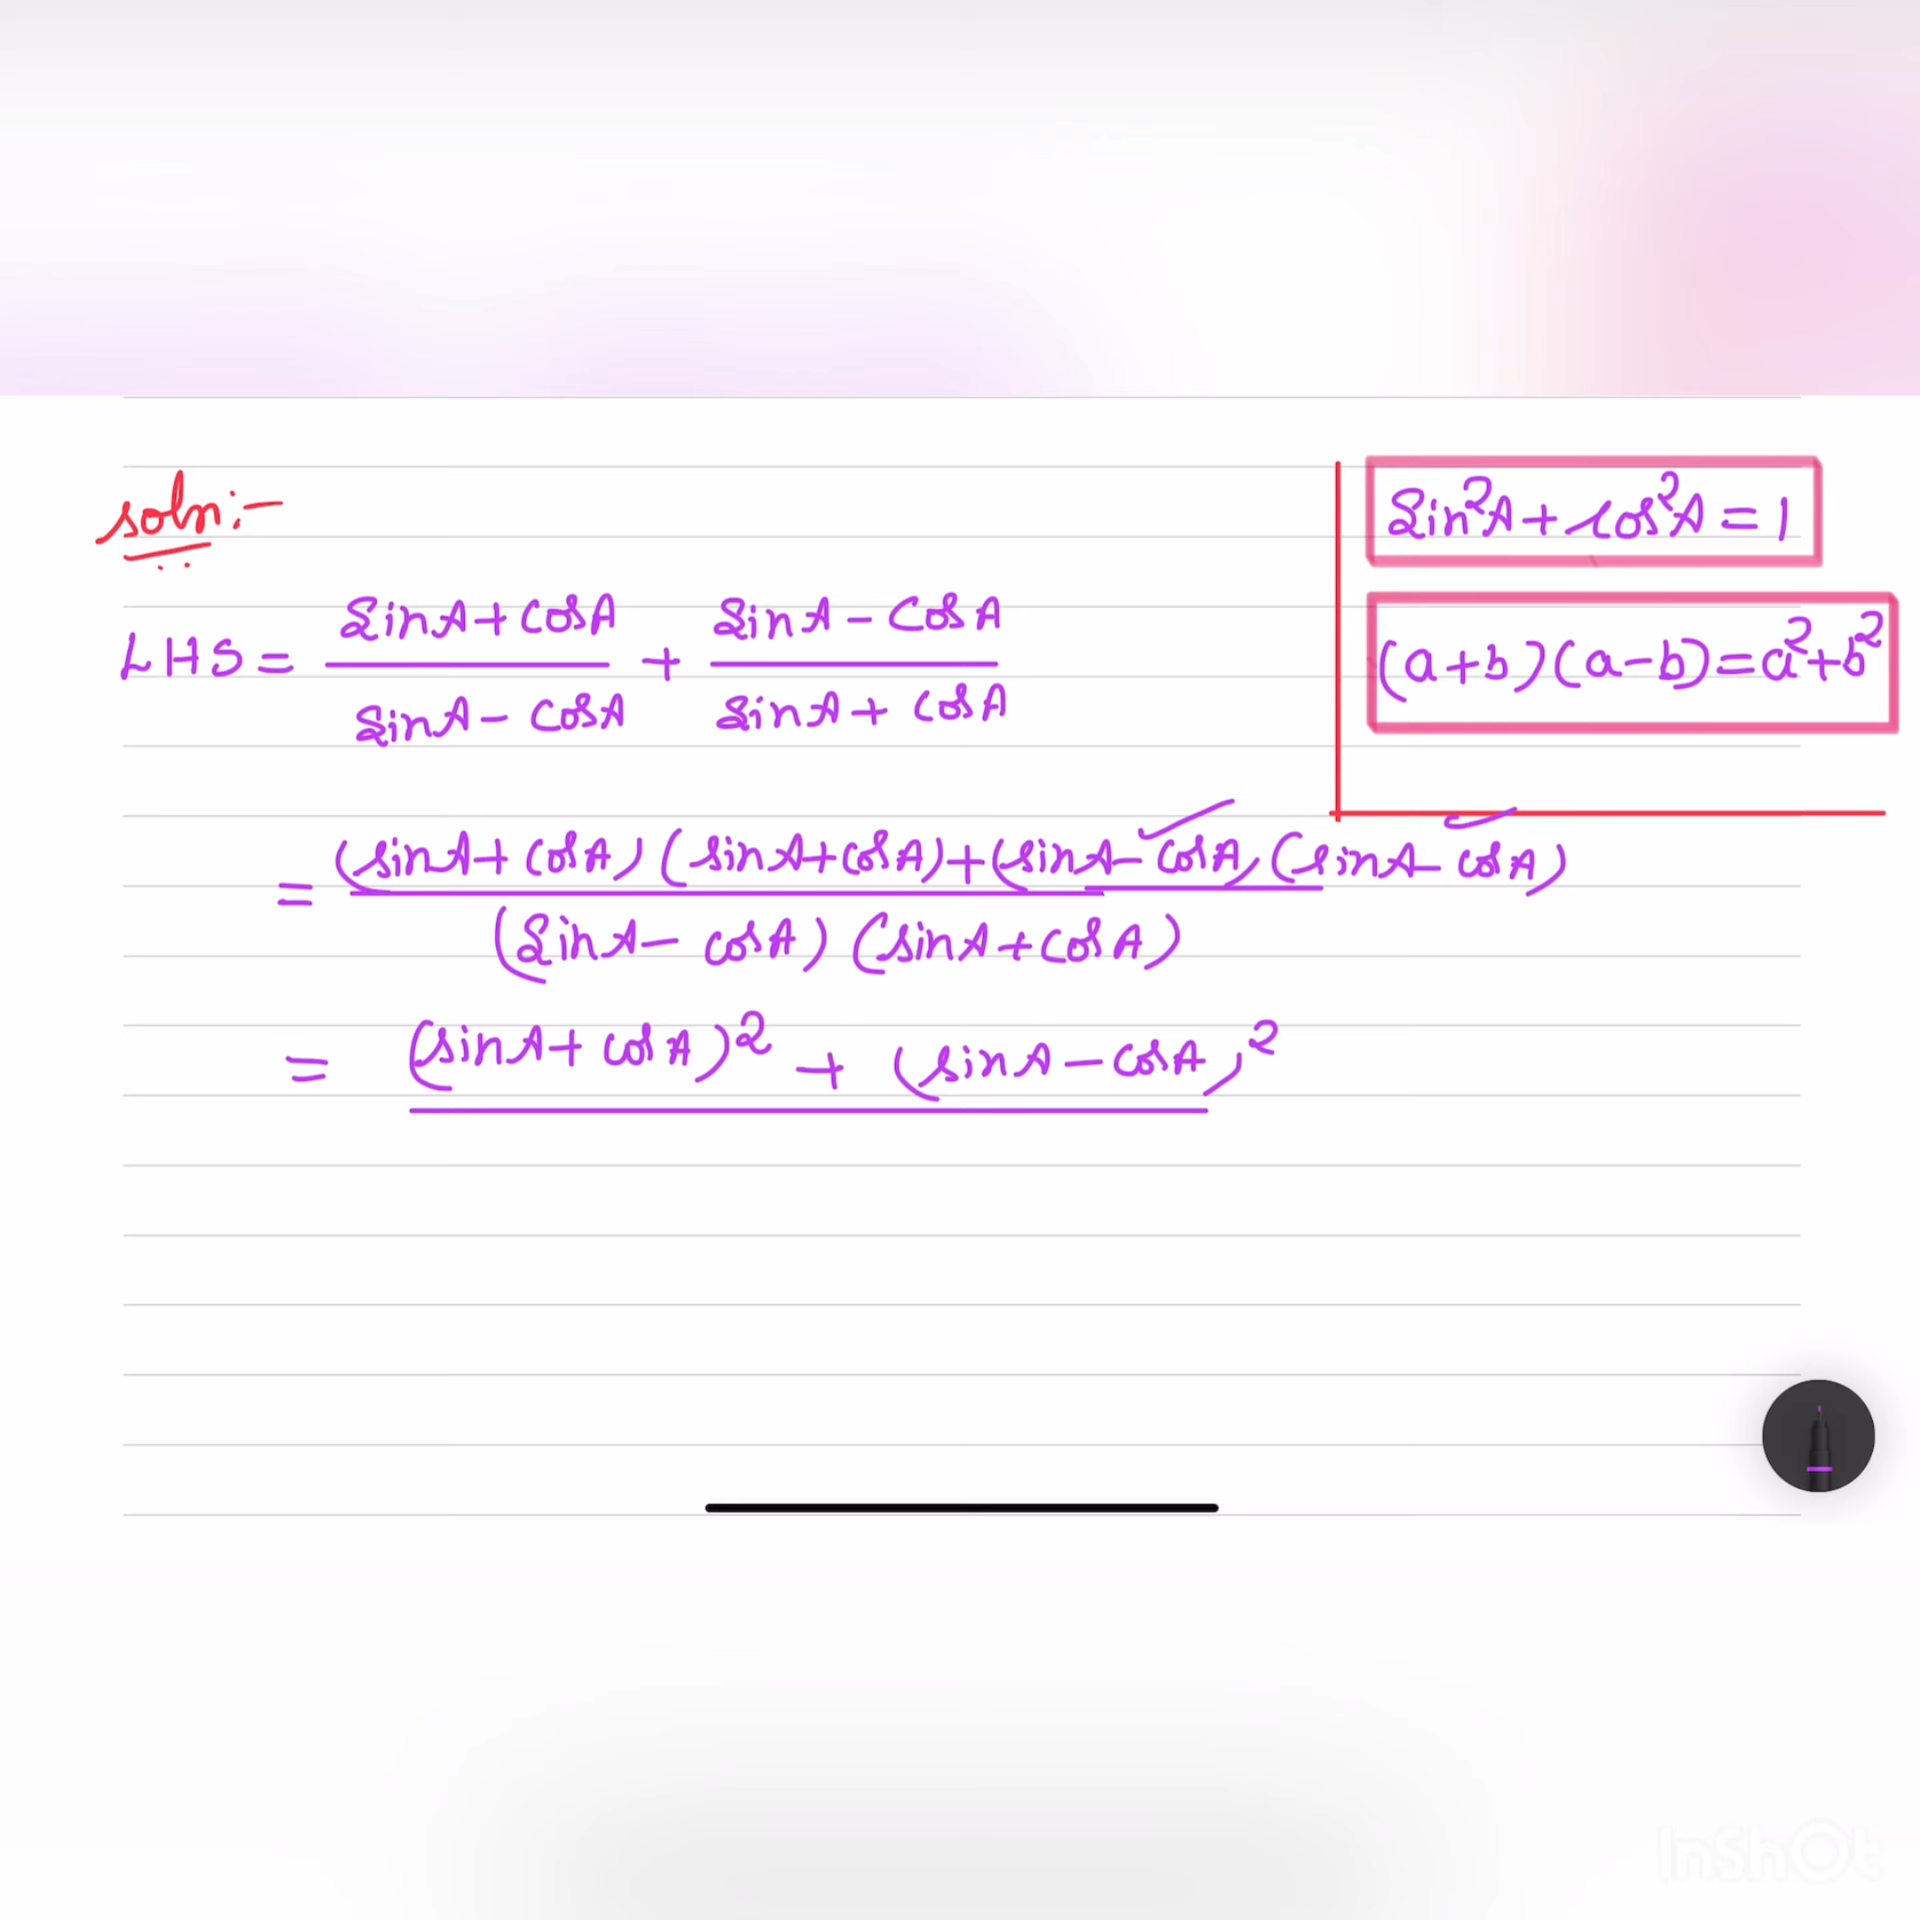 soln:-
Sin²A + cos²A = 1
(a+b)(a-b) = a²+b²
LHS = SinA + CosA / SinA - CosA + SinA - CosA / SinA + CosA
= (sinA + CosA)(sinA + cosA) + (sinA - cosA)(sinA - cosA)
(SinA - cosA)(sinA + cosA)
= (sinA + cosA)² + (sinA - cosA)²
InShOt